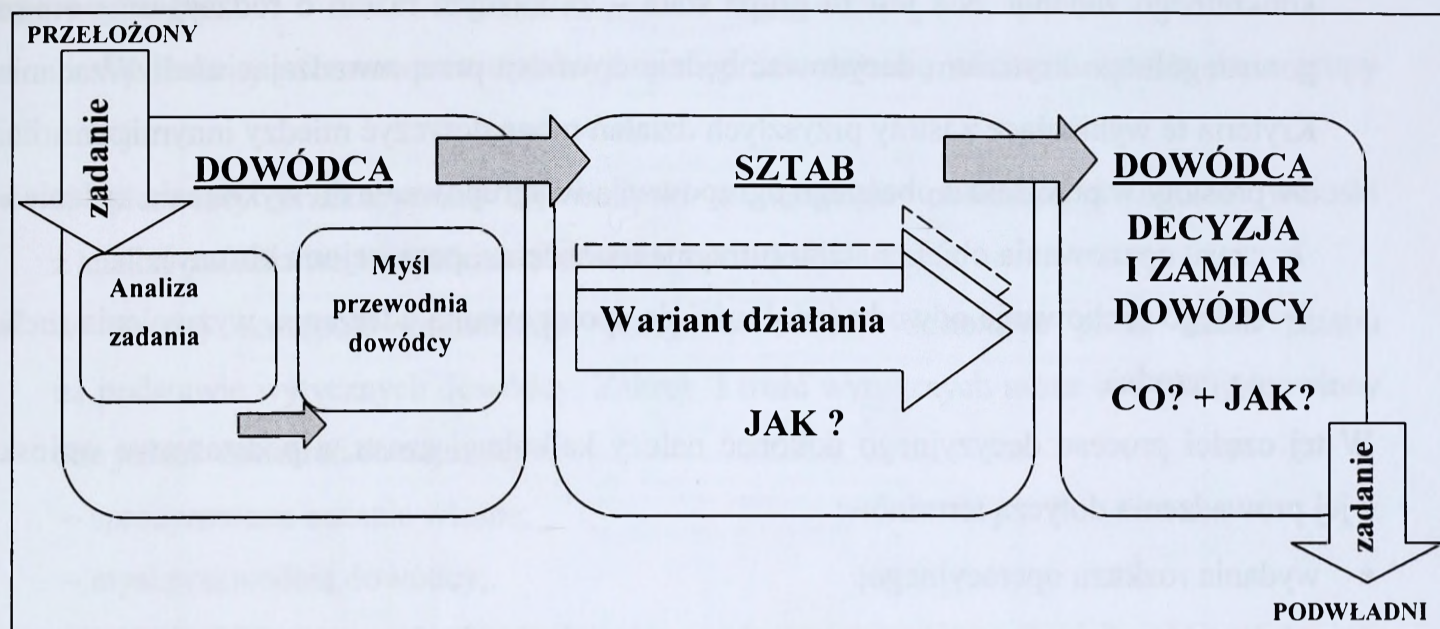 PRZEŁOŻONY
zadanie
DOWÓDCA
Analiza
zadania
Myśl
przewodnia
dowódcy
SZTAB
Wariant działania
JAK ?
DOWÓDCA
DECYZJA
I ZAMIAR
DOWÓDCY
CO? + JAK?
zadanie
PODWŁADNI